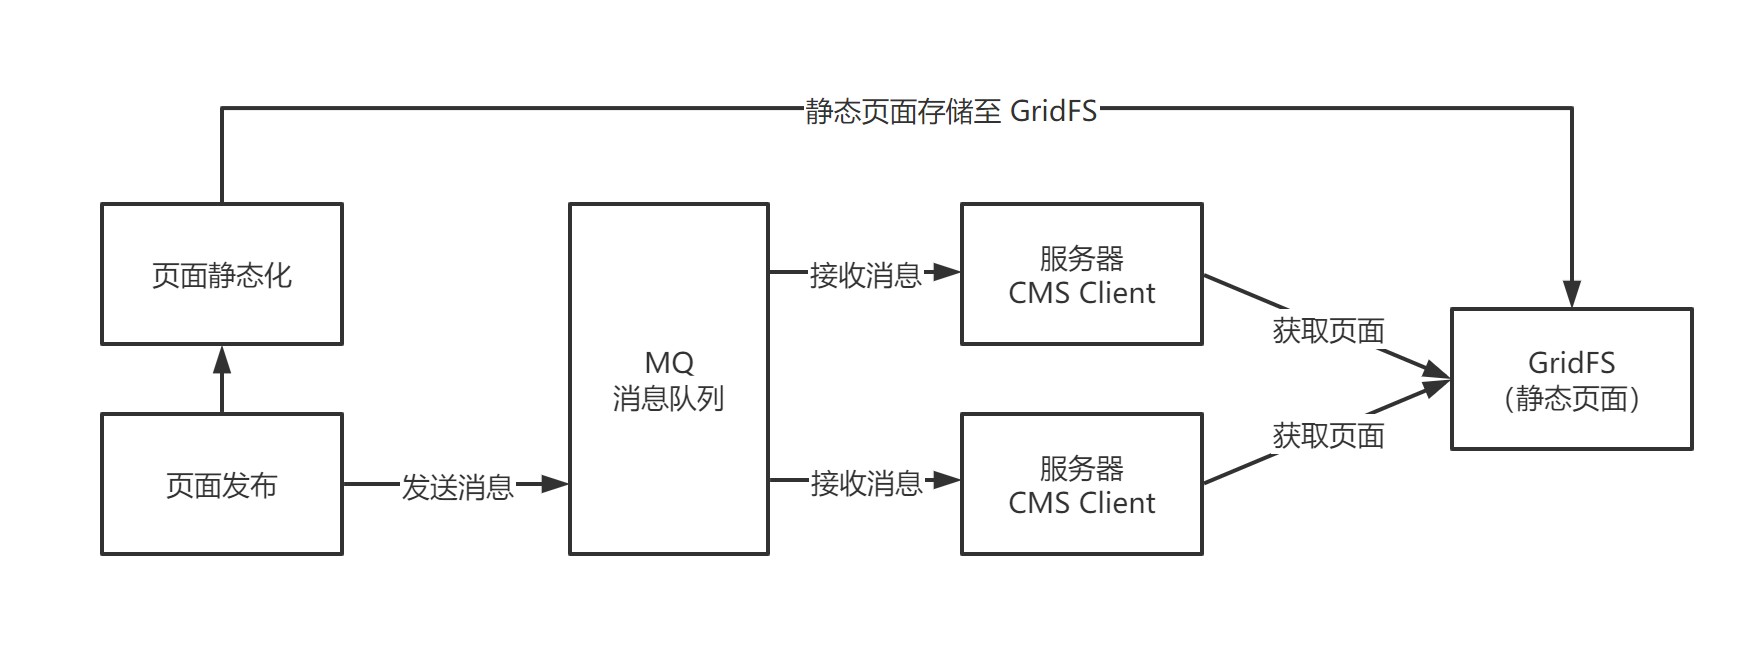 静态页面存储至 GridFS
页面静态化
接收消息
服务器
CMS Client
获取页面
MQ
消息队列
GridFS
（静态页面）
页面发布
发送消息
接收消息
服务器
CMS Client
获取页面